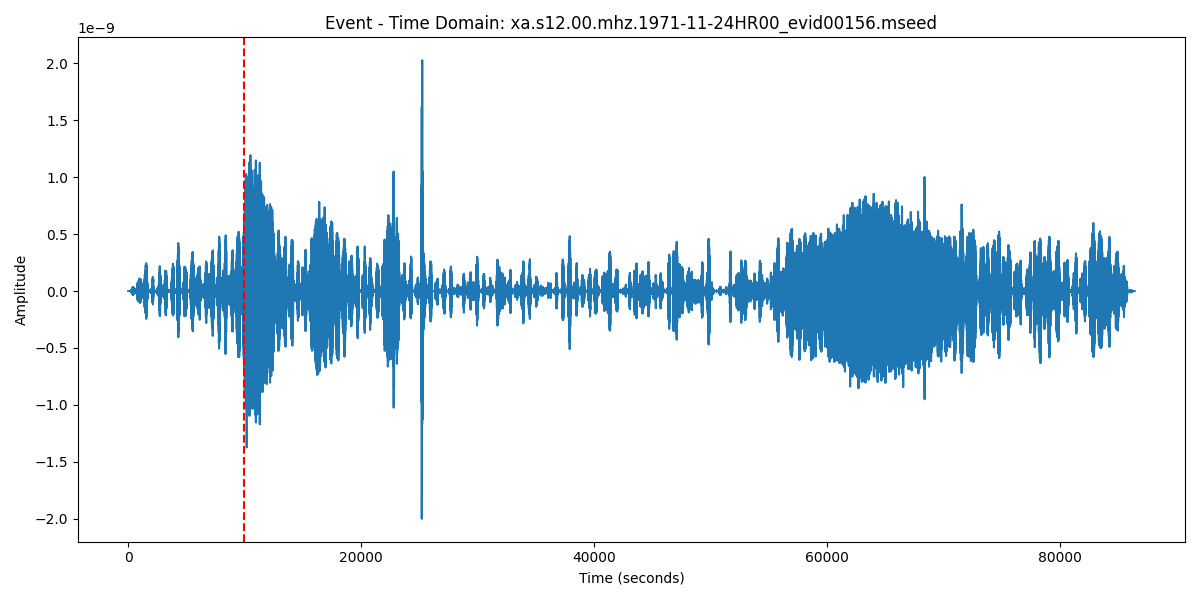 Event - Time Domain: xa.s12.00.mhz.1971-11-24HR00_evid00156.mseed
1e−9
2.0
1.5
1.0
0.5
0.0
−0.5
−1.0
−1.5
−2.0
Amplitude
0 20000 40000 60000 80000
Time (seconds)